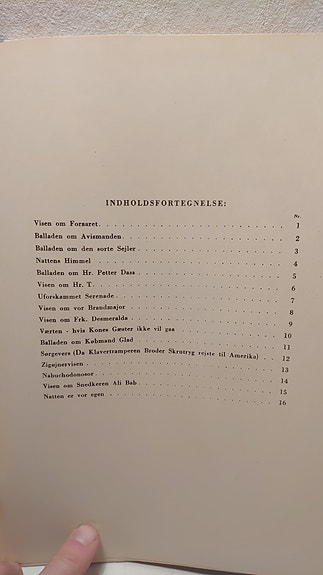 INDHOLDSFORTEGNELSE:
Nr.
Visen om Foraaret. 1
Balladen om Avismanden. 2
Balladen om den sorte Sejler. 3
Nattens Himmel 4
Balladen om Hr. Petter Dass 5
Visen om Hr. T. 6
Uforskammet Serenade 7
Visen om vor Brandmajor 8
Visen om Frk. Desmeralda 9
Værten - hvis Kones Gæster ikke vil gaa 10
Balladen om Købmand Glad 11
Sørgevers (Da Klavertramperen Broder Skrutryg rejste til Amerika) 12
Zigøjnervisen 13
Nabuchodonosor 14
Visen om Snedkeren Ali Bab 15
Natten er vor egen 16